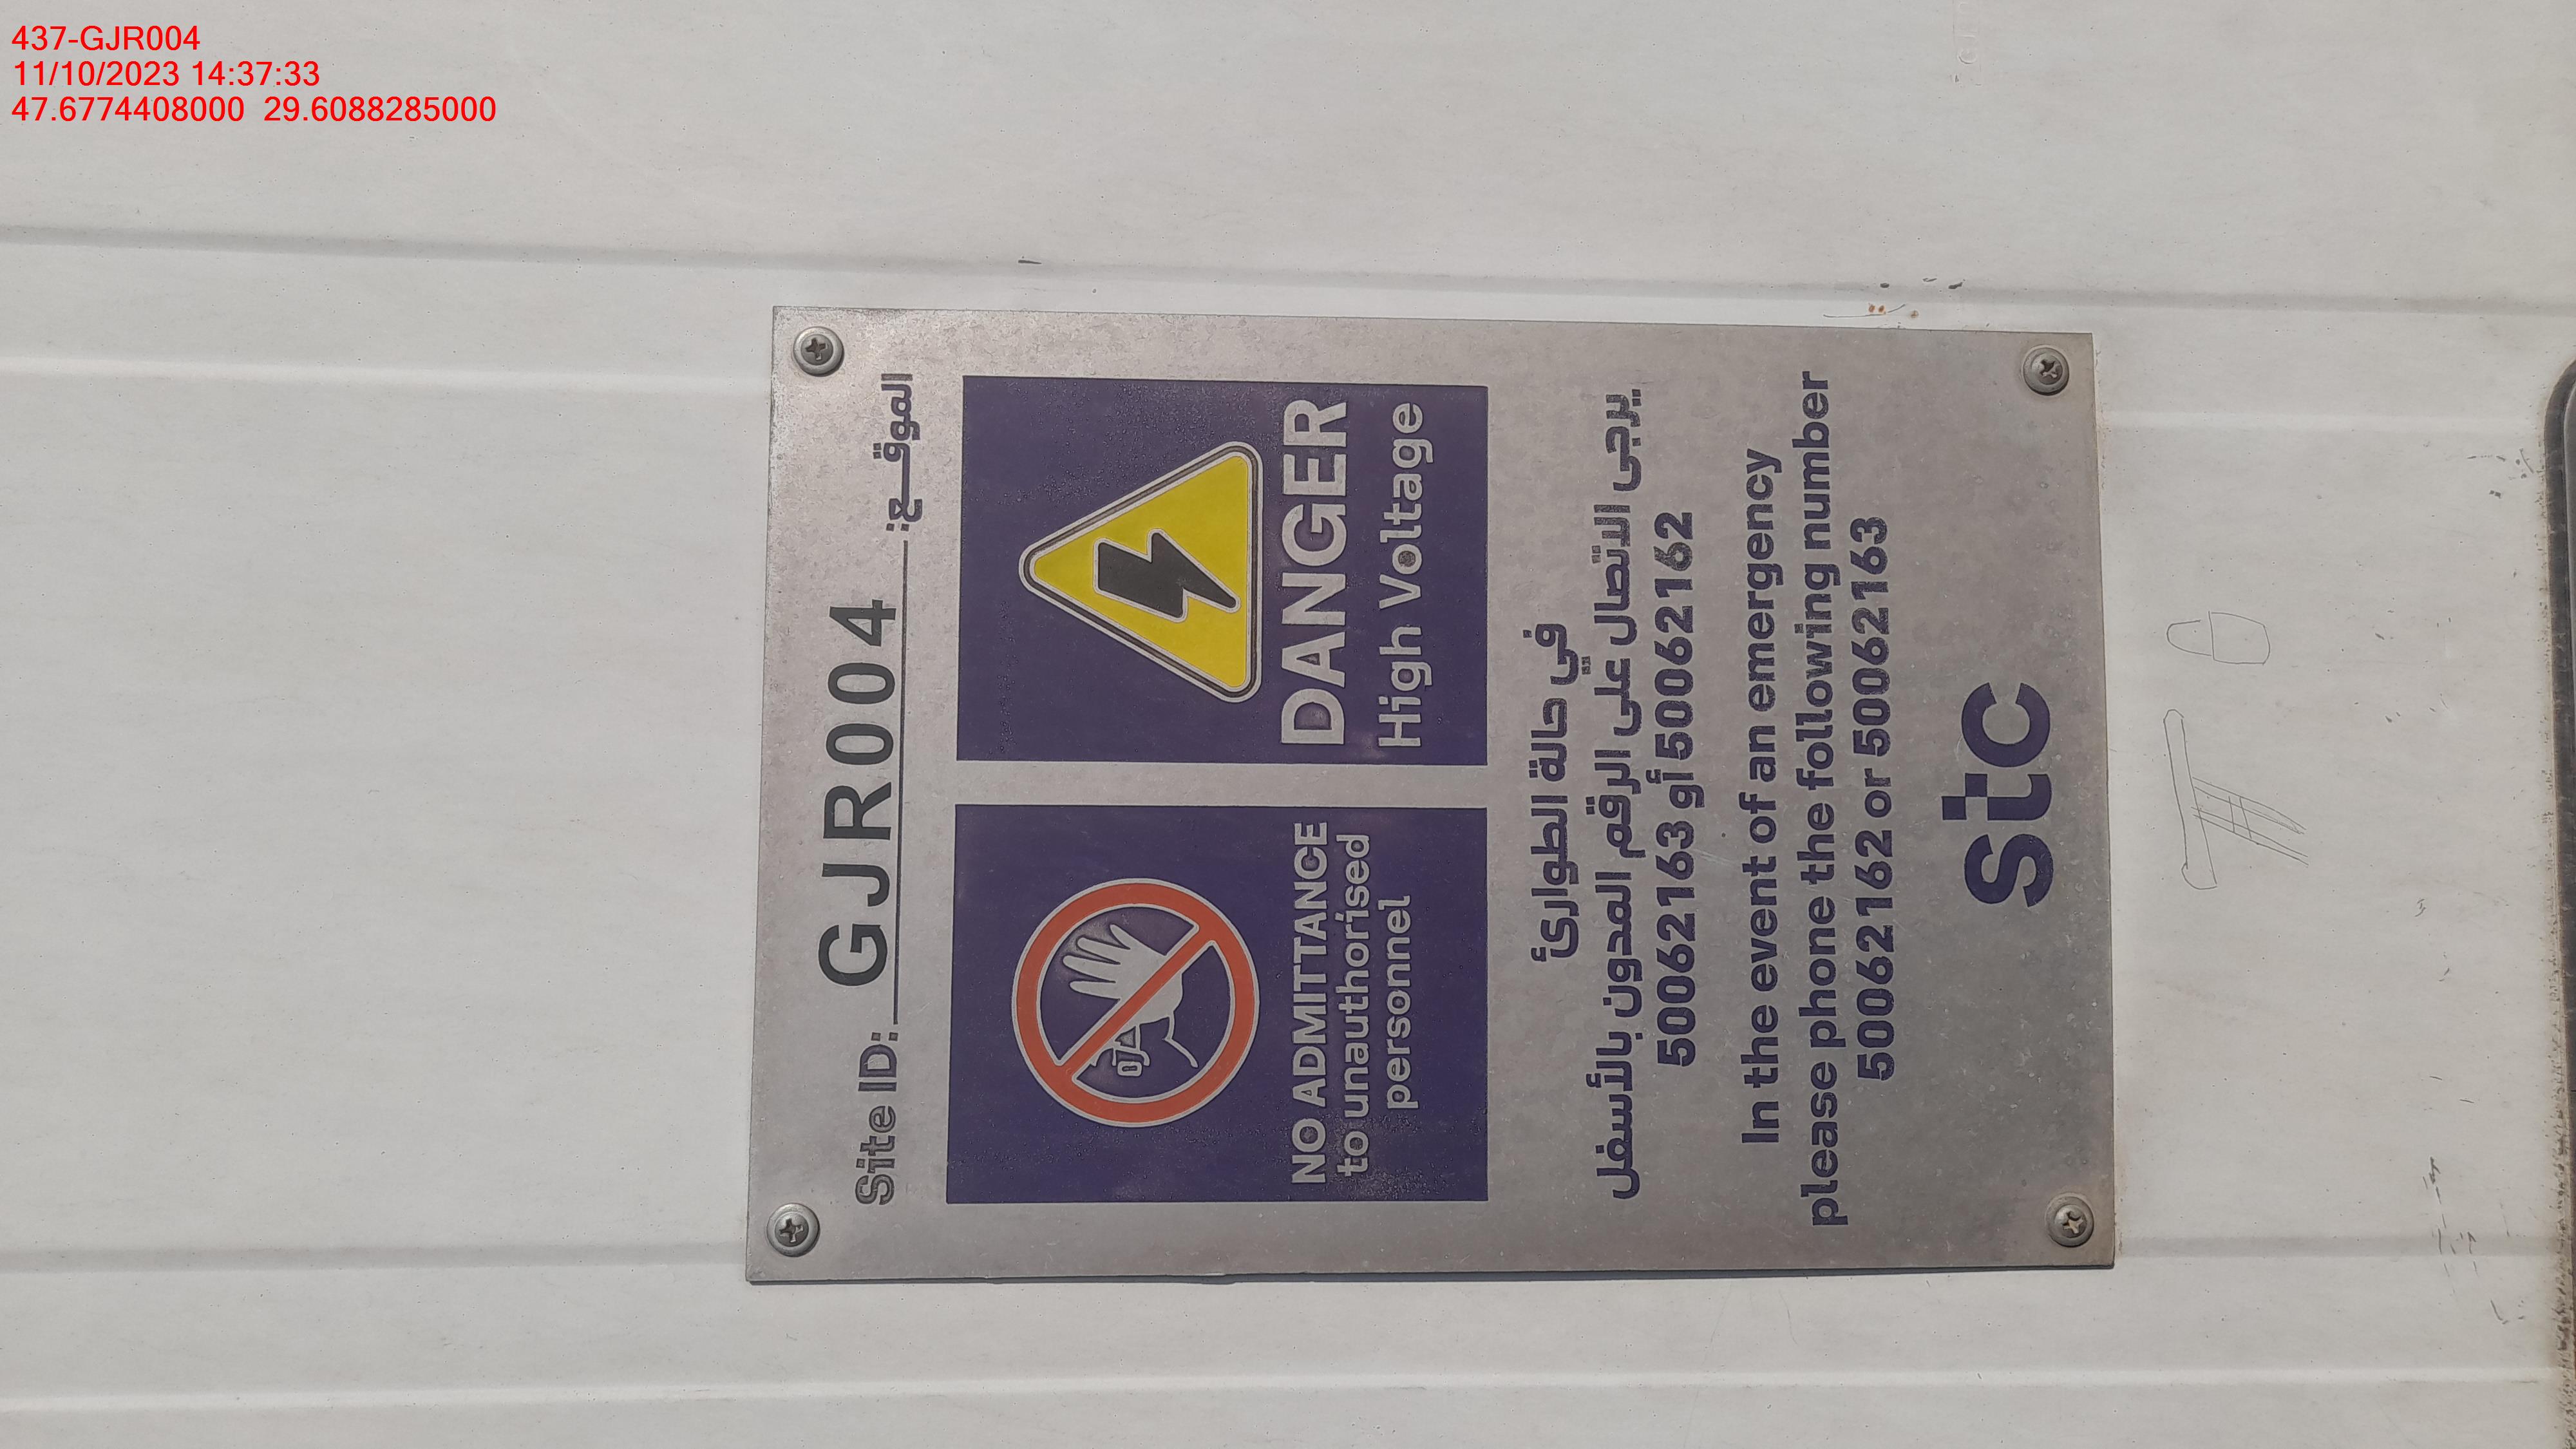 437-GJR004
11/10/2023 14:37:33
47.6774408000 29.6088285000
Site ID: GJR004 الموقع:
NO ADMITTANCE
to unauthorised
personnel
DANGER
High Voltage
في حالة الطوارئ
يرجى الاتصال على الرقم المدون بالأسفل
50062163 أو 50062162
In the event of an emergency
please phone the following number
50062162 or 50062163
stc